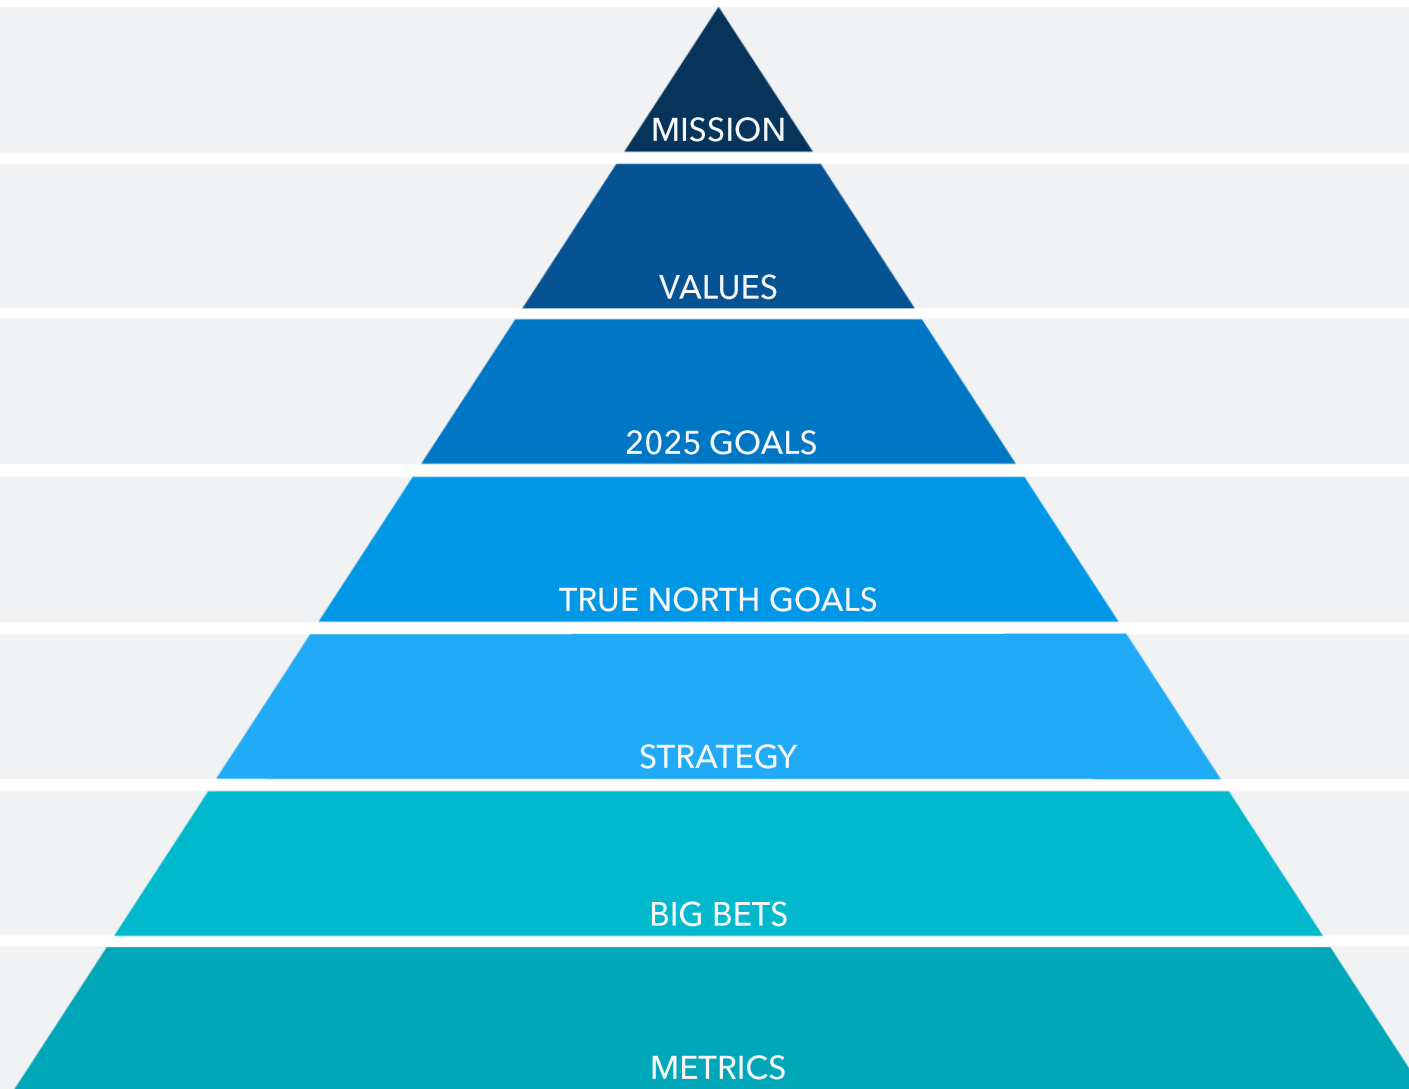 MISSION
VALUES
2025 GOALS
TRUE NORTH GOALS
STRATEGY
BIG BETS
METRICS